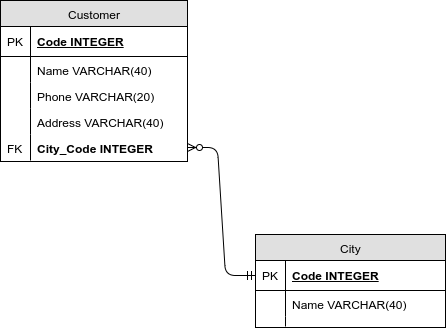 Customer
PK Code INTEGER
Name VARCHAR(40)
Phone VARCHAR(20)
Address VARCHAR(40)
FK City_Code INTEGER
City
PK Code INTEGER
Name VARCHAR(40)